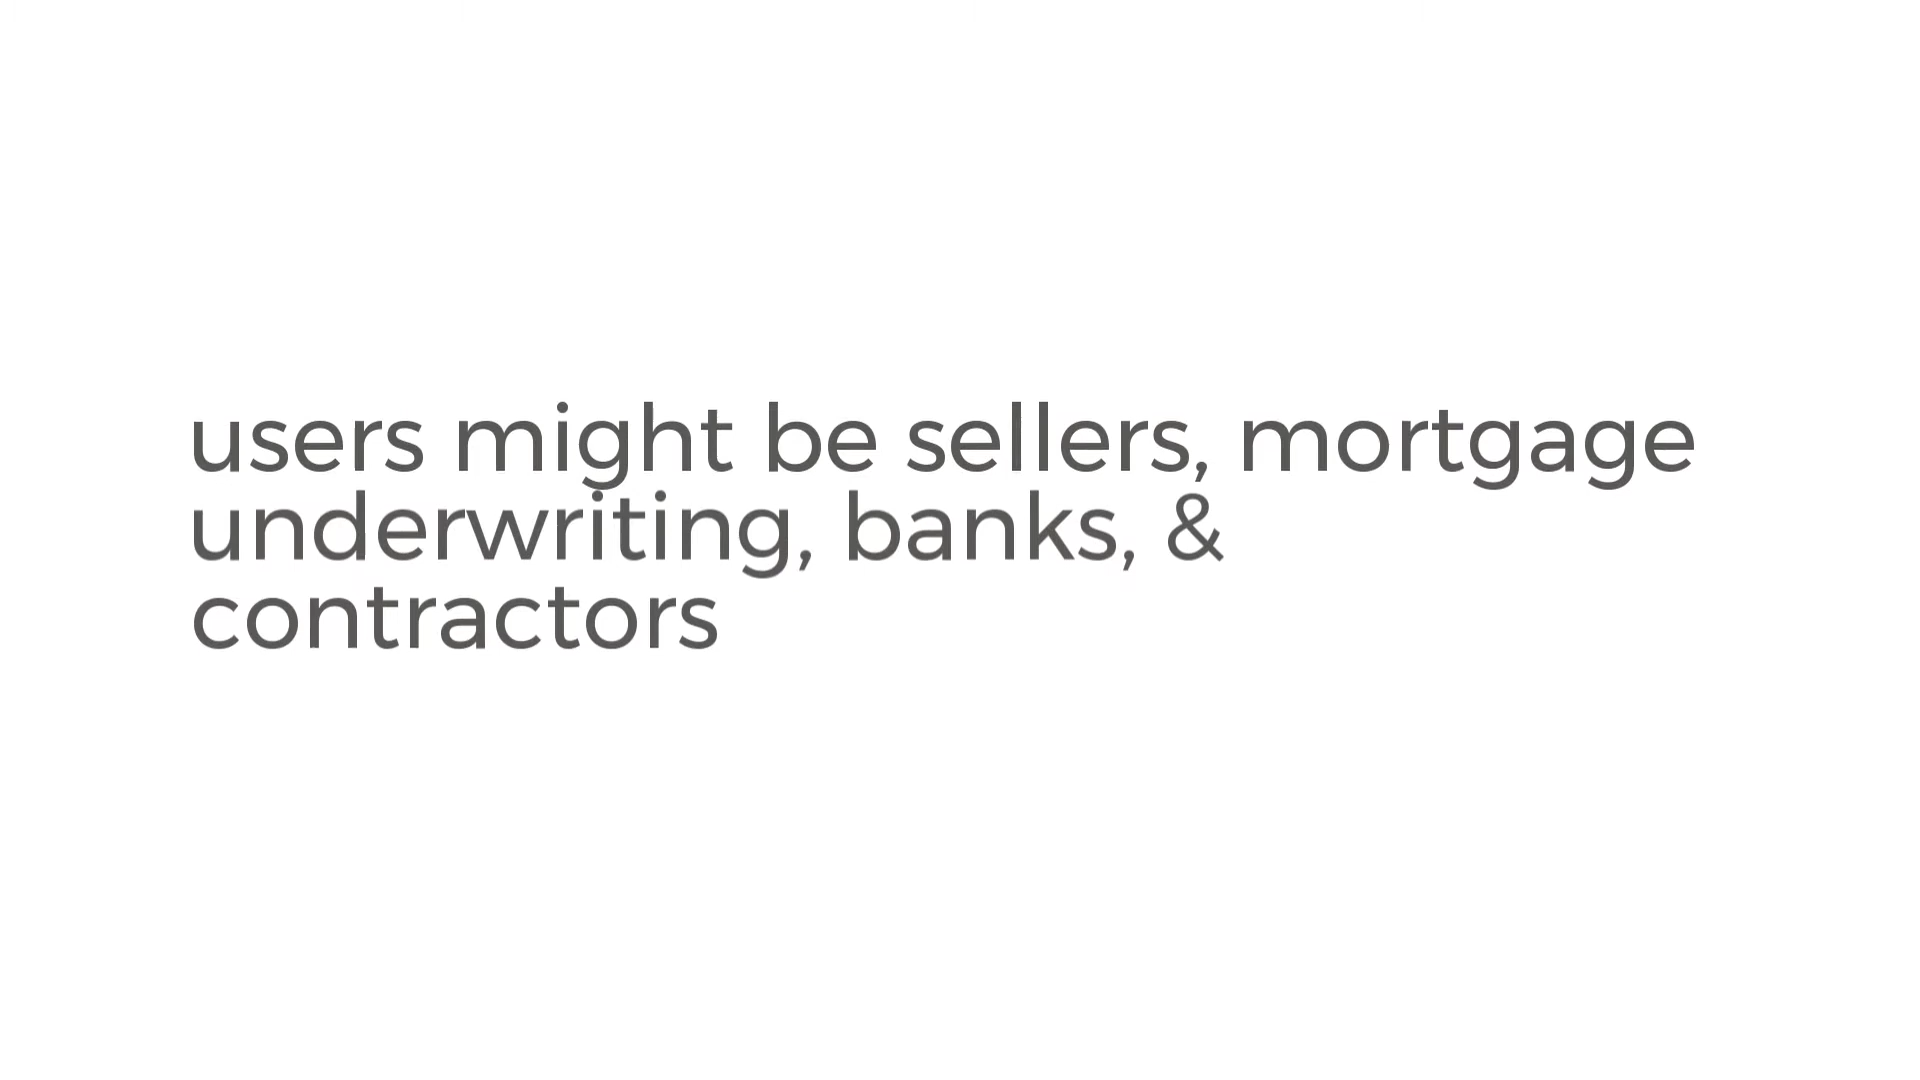 users might be sellers, mortgage
underwriting, banks, &
contractors